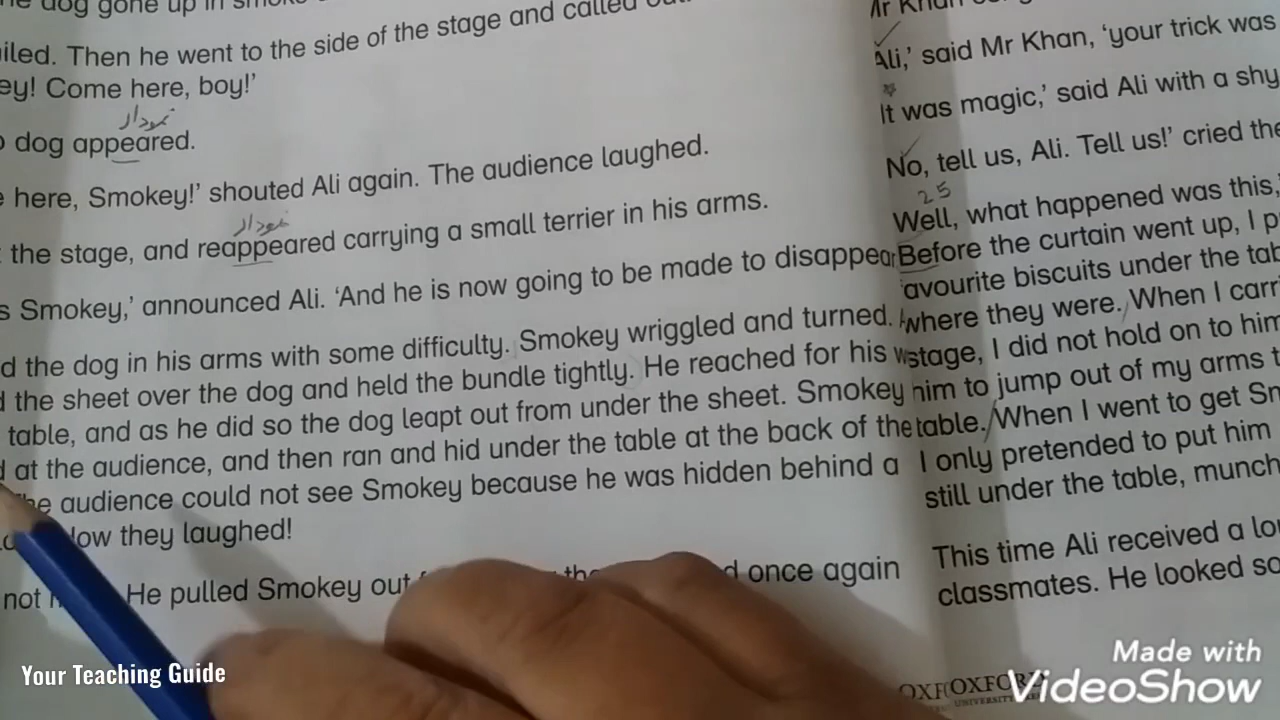 dog gone up in
iled. Then he went to the side of the stage and called
ey! Come here, boy!'
نمودار
dog appeared.
here, Smokey!' shouted Ali again. The audience laughed.
نمودار
the stage, and reappeared carrying a small terrier in his arms.
s Smokey,' announced Ali. 'And he is now going to be made to disappear
d the dog in his arms with some difficulty. Smokey wriggled and turned.
the sheet over the dog and held the bundle tightly. He reached for his w
table, and as he did so the dog leapt out from under the sheet. Smokey
at the audience, and then ran and hid under the table at the back of the
he audience could not see Smokey because he was hidden behind a
ow they laughed!
not He pulled Smokey out once again
Mr Khan
Ali,' said Mr Khan, 'your trick was
It was magic,' said Ali with a shy
No, tell us, Ali. Tell us!' cried the
25
Well, what happened was this,'
Before the curtain went up, I p
avourite biscuits under the tab
where they were. When I carr
stage, I did not hold on to him
him to jump out of my arms t
table. When I went to get Sm
I only pretended to put him
still under the table, munch
This time Ali received a lo
classmates. He looked so
OXFORD
UNIVERSITY
Your Teaching Guide
Made with
VideoShow